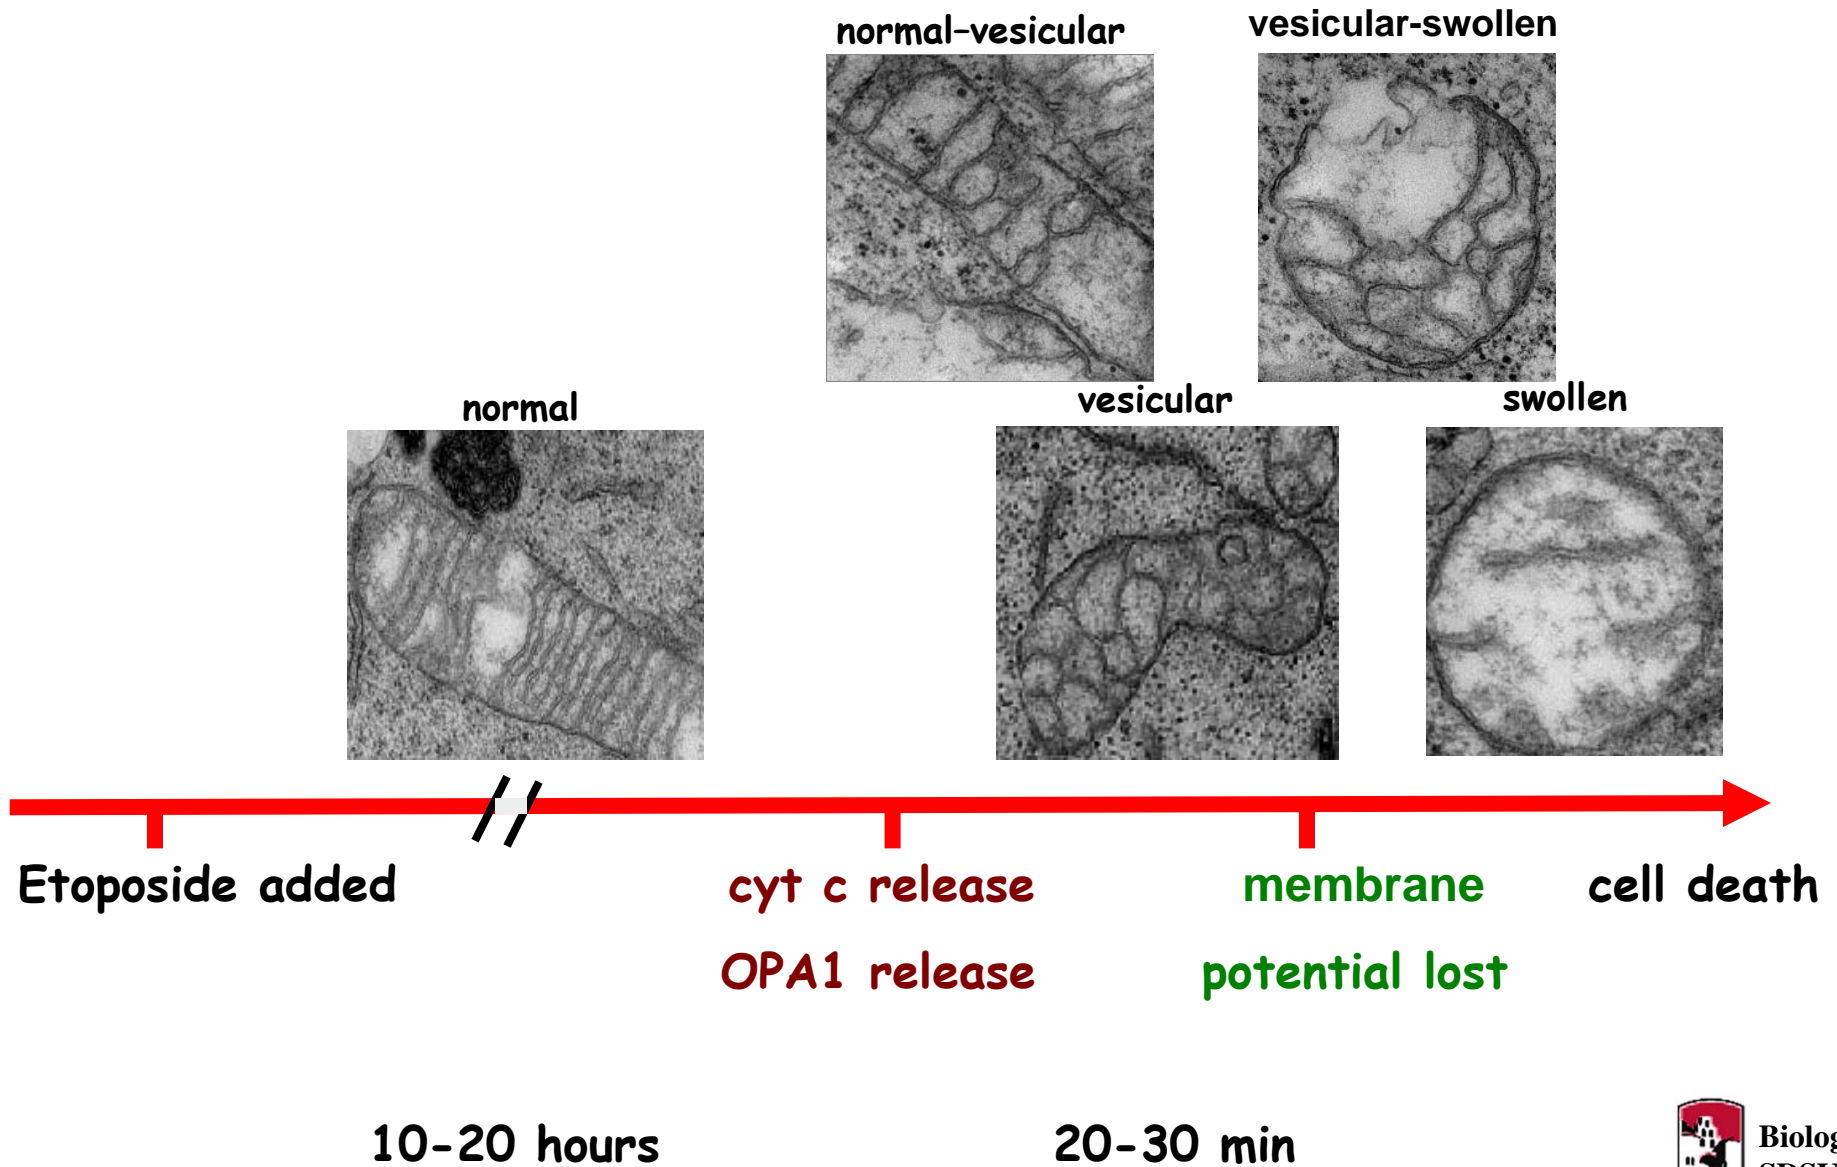 normal-vesicular
vesicular-swollen
normal
vesicular
swollen
Etoposide added
cyt c release
membrane
cell death
OPA1 release
potential lost
10-20 hours
20-30 min